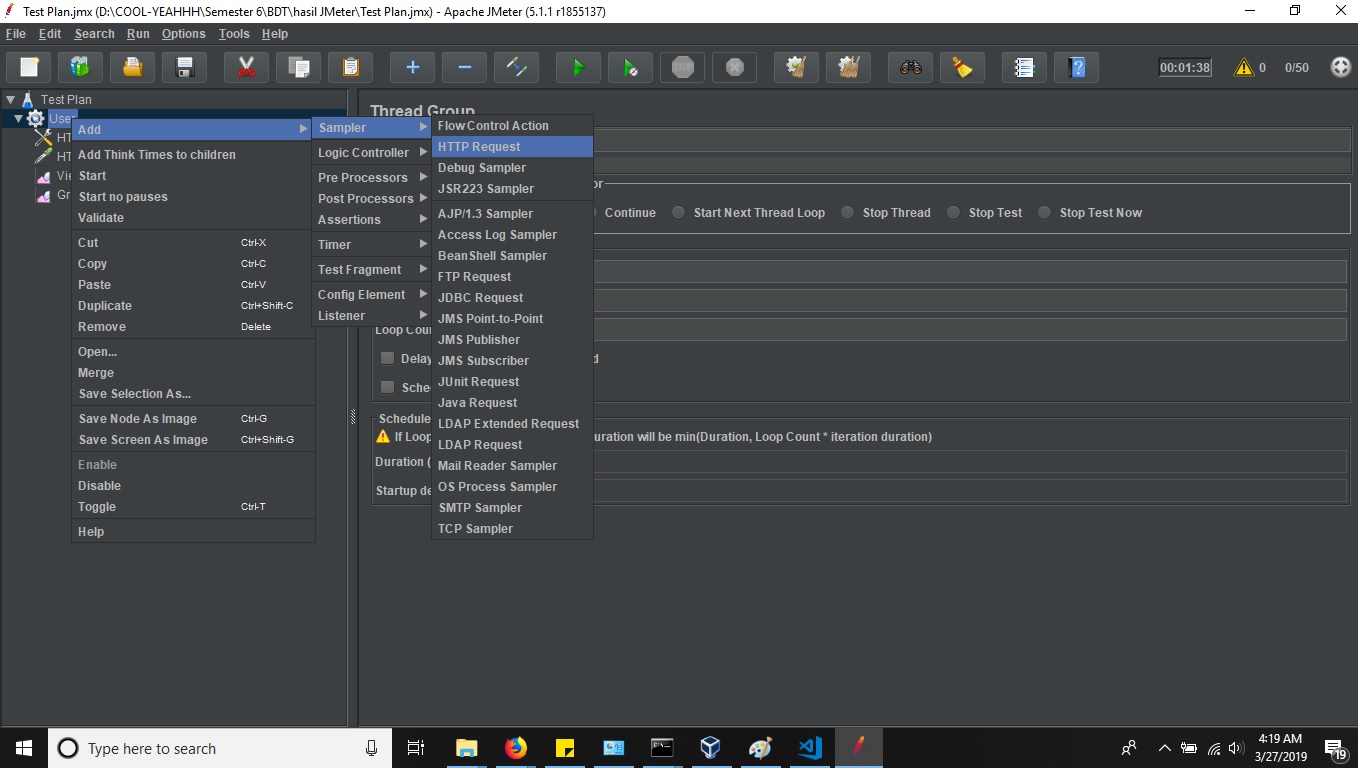 Test Plan.jmx (D:\COOL-YEAHHH\Semester 6\BDT\hasil JMeter\Test Plan.jmx) - Apache JMeter (5.1.1 r1855137)
File Edit Search Run Options Tools Help
00:01:38 0 0/50
Test Plan
User
HT
HT
Vie
Gr
Add
Add Think Times to children
Start
Start no pauses
Validate
Cut Ctrl-X
Copy Ctrl-C
Paste Ctrl-V
Duplicate Ctrl+Shift-C
Remove Delete
Open...
Merge
Save Selection As...
Save Node As Image Ctrl-G
Save Screen As Image Ctrl+Shift-G
Enable
Disable
Toggle Ctrl-T
Help
Sampler
Logic Controller
Pre Processors
Post Processors
Assertions
Timer
Test Fragment
Config Element
Listener
Flow Control Action
HTTP Request
Debug Sampler
JSR223 Sampler
AJP/1.3 Sampler
Access Log Sampler
BeanShell Sampler
FTP Request
JDBC Request
JMS Point-to-Point
JMS Publisher
JMS Subscriber
JUnit Request
Java Request
LDAP Extended Request
LDAP Request
Mail Reader Sampler
OS Process Sampler
SMTP Sampler
TCP Sampler
Thread Group
or
Continue Start Next Thread Loop Stop Thread Stop Test Stop Test Now
Loop Coun
Delay d
Sche
Schedule
If Loop uration will be min(Duration, Loop Count * iteration duration)
Duration (
Startup de
Type here to search
4:19 AM
3/27/2019
19